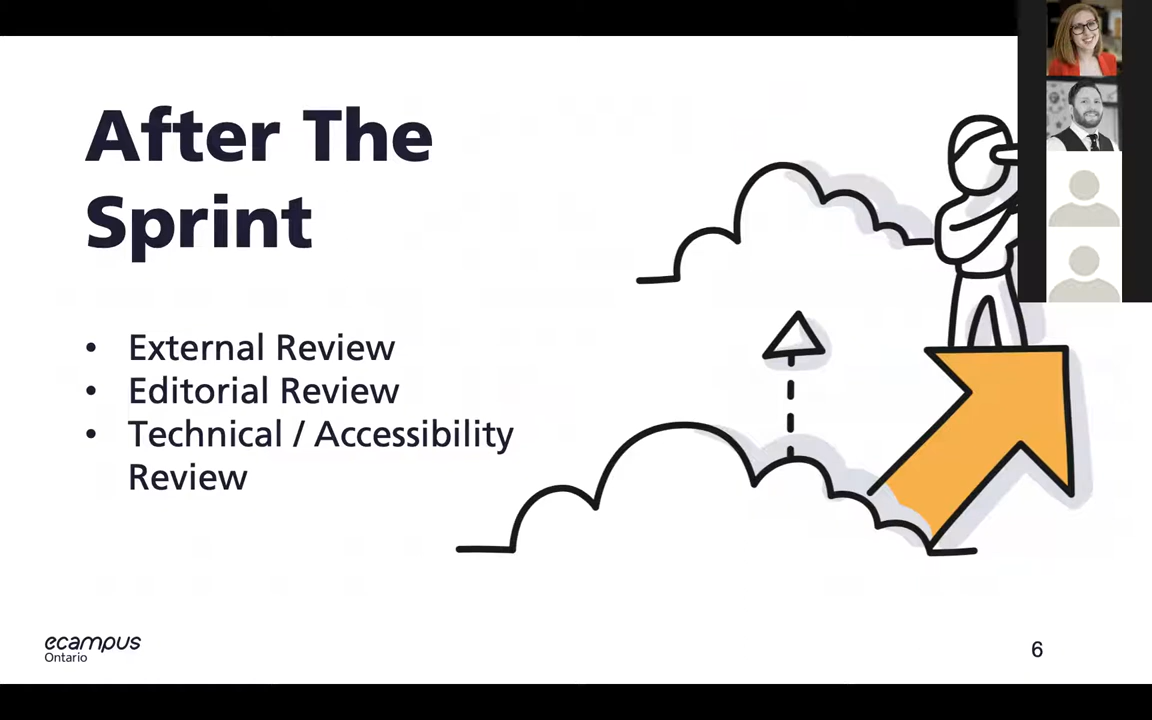 After The
Sprint
• External Review
• Editorial Review
• Technical / Accessibility
Review
ecampus
Ontario
6